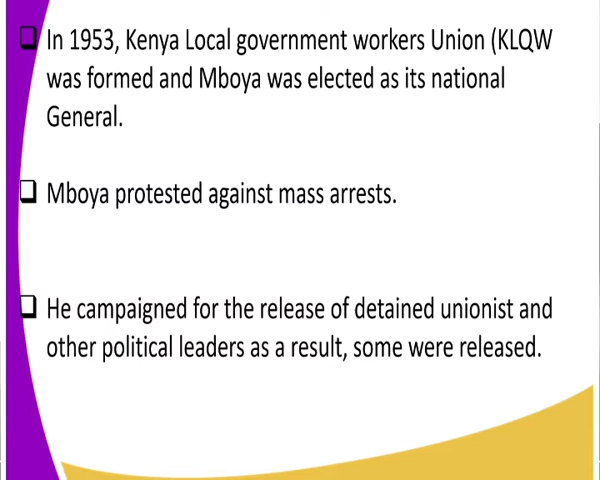 In 1953, Kenya Local government workers Union (KLQW
was formed and Mboya was elected as its national
General.
Mboya protested against mass arrests.
He campaigned for the release of detained unionist and
other political leaders as a result, some were released.